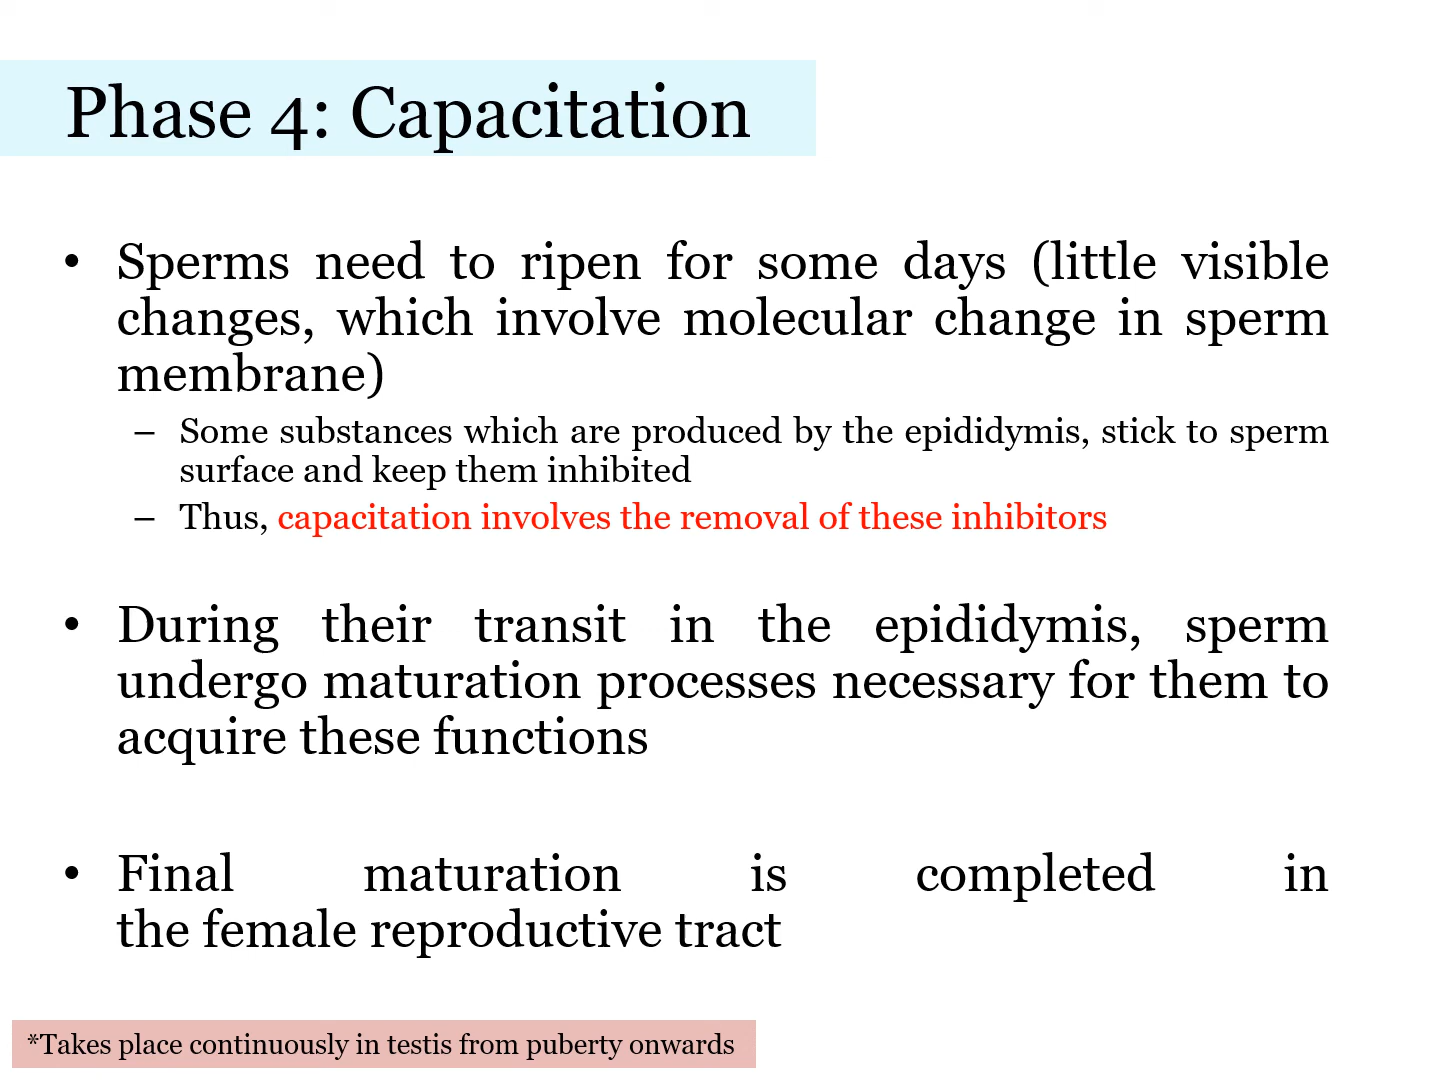 Phase 4: Capacitation
• Sperms need to ripen for some days (little visible
changes, which involve molecular change in sperm
membrane)
– Some substances which are produced by the epididymis, stick to sperm
surface and keep them inhibited
– Thus, capacitation involves the removal of these inhibitors
• During their transit in the epididymis, sperm
undergo maturation processes necessary for them to
acquire these functions
• Final maturation is completed in
the female reproductive tract
*Takes place continuously in testis from puberty onwards